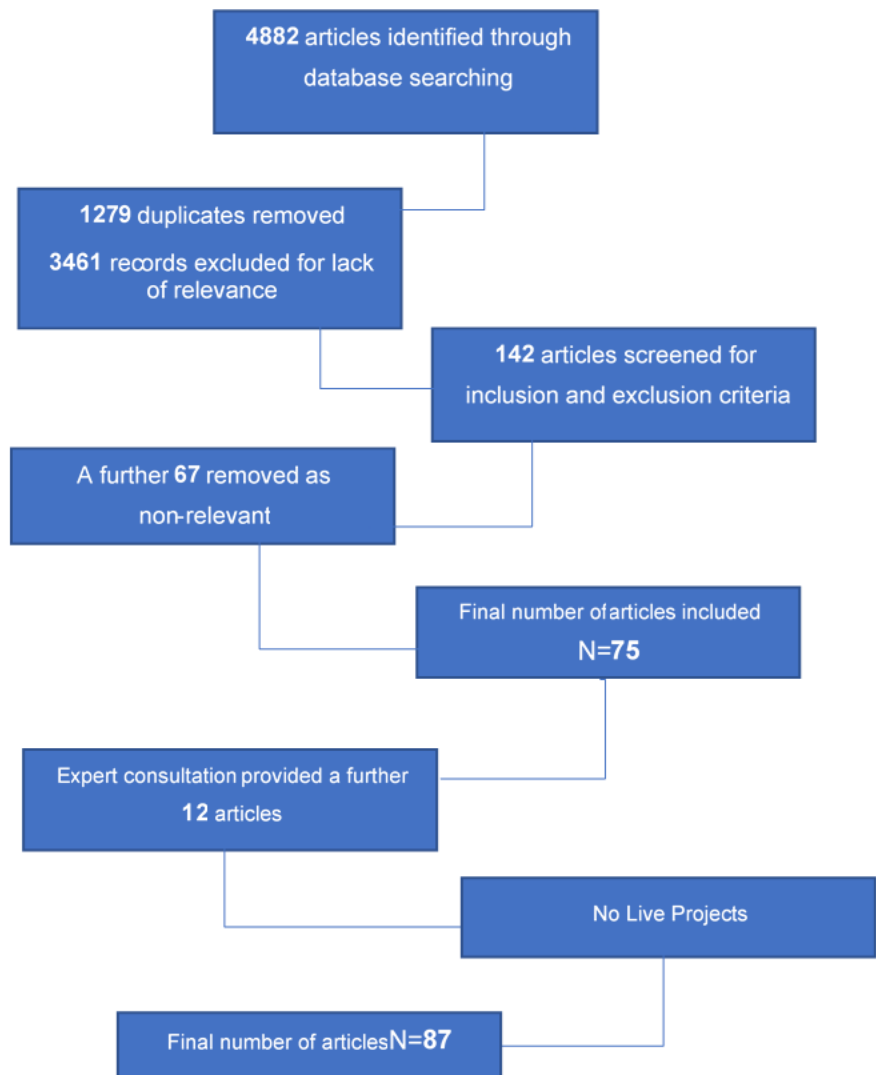 4882 articles identified through
database searching
1279 duplicates removed
3461 records excluded for lack
of relevance
142 articles screened for
inclusion and exclusion criteria
A further 67 removed as
non-relevant
Final number of articles included
N=75
Expert consultation provided a further
12 articles
No Live Projects
Final number of articles N=87